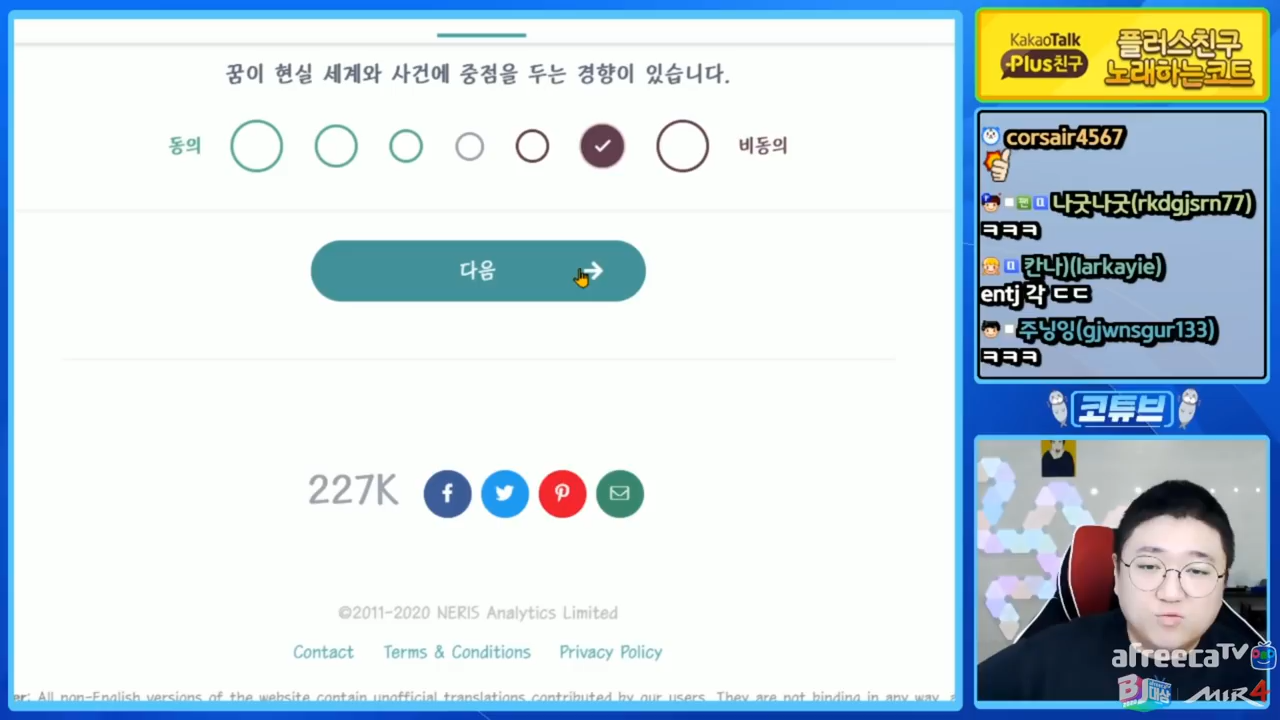 꿈이 현실 세계와 사건에 중점을 두는 경향이 있습니다.
동의
비동의
다음
227K
©2011-2020 NERIS Analytics Limited
Contact Terms & Conditions Privacy Policy
er: All non-English versions of the website contain unofficial translations contributed by our users. They are not binding in any way, a
KakaoTalk
Plus친구
플러스친구
노래하는코트
corsair4567
나굿나굿(rkdgjsrn77)
ㅋㅋㅋ
칸나)(larkayie)
entj 각 ㄷㄷ
주닝잉(gjwnsgur133)
ㅋㅋㅋ
코튜브
afreecaTV
BJ대상
MIR4